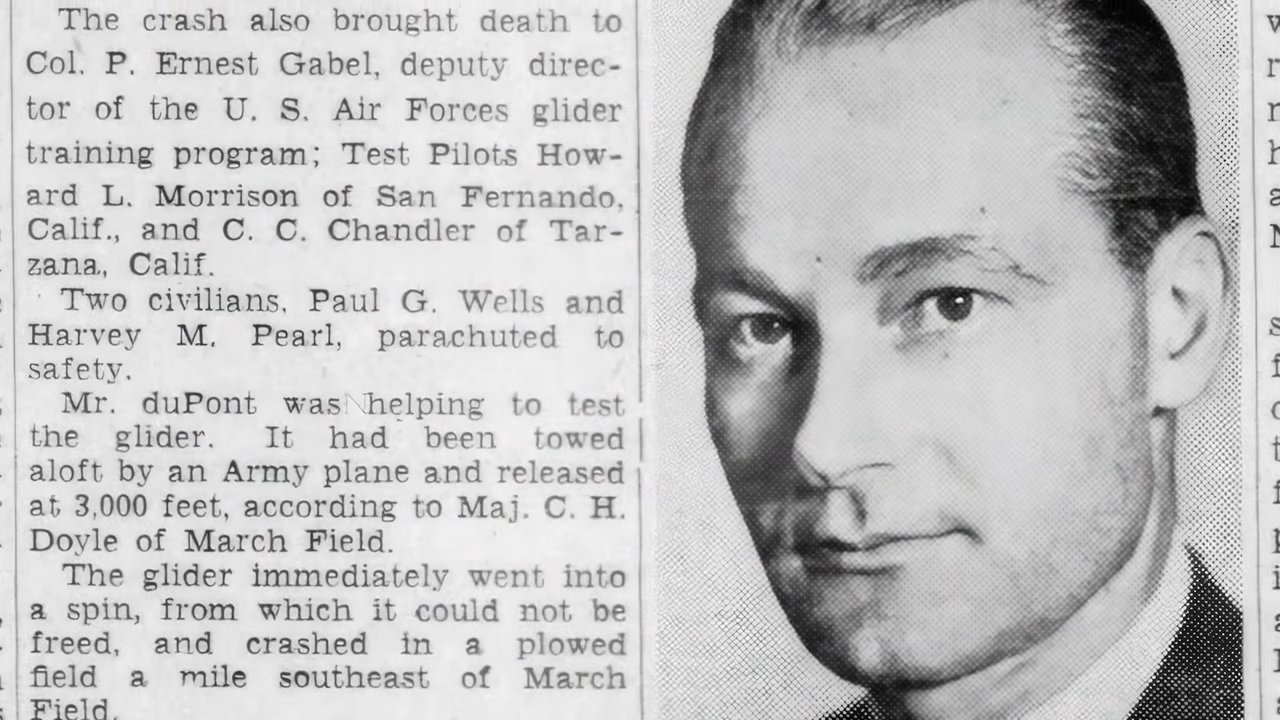 The crash also brought death to
Col. P. Ernest Gabel, deputy direc-
tor of the U. S. Air Forces glider
training program; Test Pilots How-
ard L. Morrison of San Fernando,
Calif., and C. C. Chandler of Tar-
zana, Calif.
Two civilians, Paul G. Wells and
Harvey M. Pearl, parachuted to
safety.
Mr. duPont was helping to test
the glider. It had been towed
aloft by an Army plane and released
at 3,000 feet, according to Maj. C. H.
Doyle of March Field.
The glider immediately went into
a spin, from which it could not be
freed, and crashed in a plowed
field a mile southeast of March
Field.